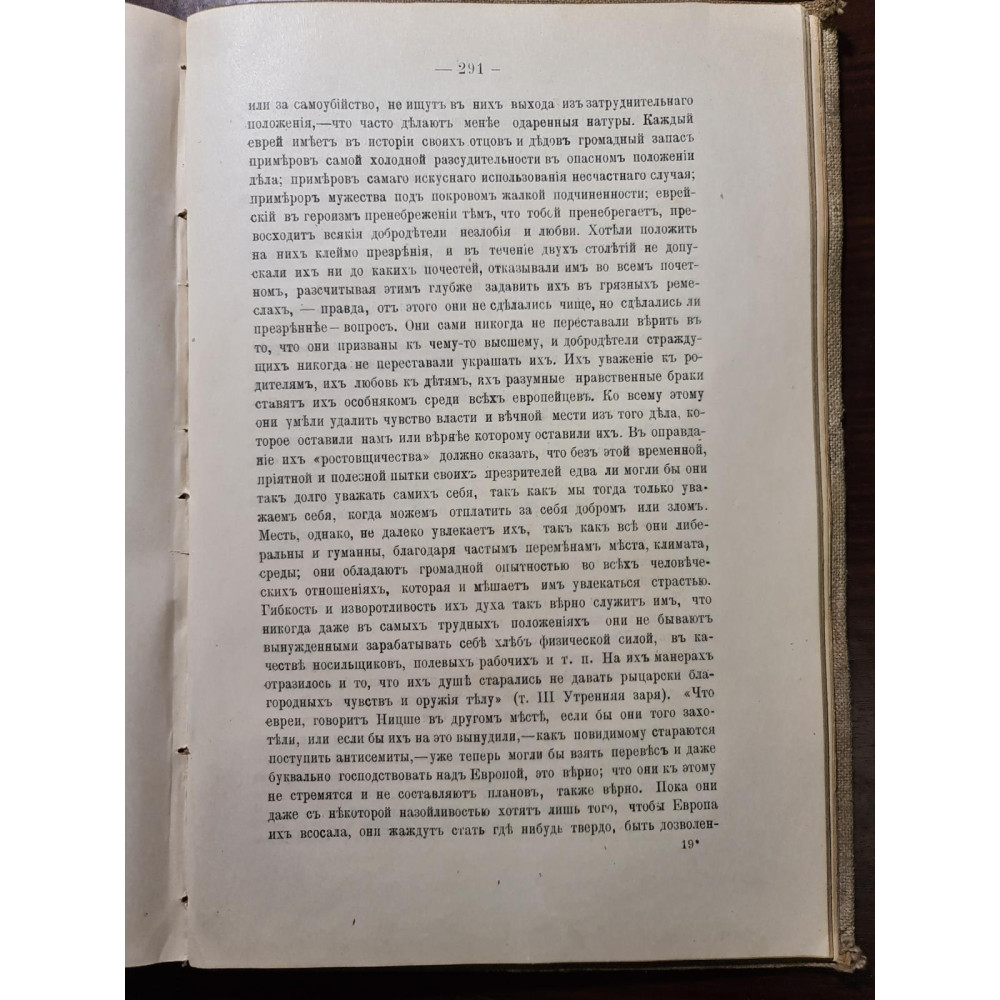 — 291 -
или за самоубійство, не ищутъ въ нихъ выхода изъ затруднительнаго
положенія,—что часто дѣлаютъ менѣе одаренныя натуры. Каждый
еврей имѣетъ въ исторіи своихъ отцовъ и дѣдовъ громадный запасъ
примѣровъ самой холодной разсудительности въ опасномъ положеніи
дѣла; примѣровъ самаго искуснаго использованія несчастнаго случая;
примѣроръ мужества подъ покровомъ жалкой подчиненности; еврей-
скій въ героизмъ пренебреженіи тѣмъ, что тобой пренебрегаетъ, пре-
восходитъ всякія добродѣтели незлобія и любви. Хотѣли положить
на нихъ клеймо презрѣнія, и въ теченіе двухъ столѣтій не допу-
скали ихъ ни до какихъ почестей, отказывали имъ во всемъ почет-
номъ, разсчитывая этимъ глубже задавить ихъ въ грязныхъ реме-
слахъ, — правда, отъ этого они не сдѣлались чище, но сдѣлались ли
презрѣннѣе—вопросъ. Они сами никогда не переставали вѣрить въ
то, что они призваны къ чему-то высшему, и добродѣтели стражду-
щихъ никогда не переставали украшать ихъ. Ихъ уваженіе къ ро-
дителямъ, ихъ любовь къ дѣтямъ, ихъ разумные нравственные браки
ставятъ ихъ особнякомъ среди всѣхъ европейцевъ. Ко всему этому
они умѣли удалить чувство власти и вѣчной мести изъ того дѣла, ко-
торое оставили намъ или вѣрнѣе которому оставили ихъ. Въ оправда-
ніе ихъ «ростовщичества» должно сказать, что безъ этой временной,
пріятной и полезной пытки своихъ презрителей едва ли могли бы они
такъ долго уважать самихъ себя, такъ какъ мы тогда только ува-
жаемъ себя, когда можемъ отплатить за себя добромъ или зломъ.
Месть, однако, не далеко увлекаетъ ихъ, такъ какъ всѣ они либе-
ральны и гуманны, благодаря частымъ перемѣнамъ мѣста, климата,
среды; они обладаютъ громадной опытностью во всѣхъ человѣче-
скихъ отношеніяхъ, которая и мѣшаетъ имъ увлекаться страстью.
Гибкость и изворотливость ихъ духа такъ вѣрно служитъ имъ, что
никогда даже въ самыхъ трудныхъ положеніяхъ они не бываютъ
вынужденными зарабатывать себѣ хлѣбъ физической силой, въ ка-
чествѣ носильщиковъ, полевыхъ рабочихъ и т. п. На ихъ манерахъ
отразилось и то, что ихъ душѣ старались не давать рыцарски бла-
городныхъ чувствъ и оружія тѣлу» (т. III Утренняя заря). «Что
евреи, говоритъ Ницше въ другомъ мѣстѣ, если бы они того захо-
тѣли, или если бы ихъ на это вынудили,—какъ повидимому стараются
поступить антисемиты,—уже теперь могли бы взять перевѣсъ и даже
буквально господствовать надъ Европой, это вѣрно; что они къ этому
не стремятся и не составляютъ плановъ, также вѣрно. Пока они
даже съ нѣкоторой назойливостью хотятъ лишь того, чтобы Европа
ихъ всосала, они жаждутъ стать гдѣ нибудь твердо, быть дозволен-
19*